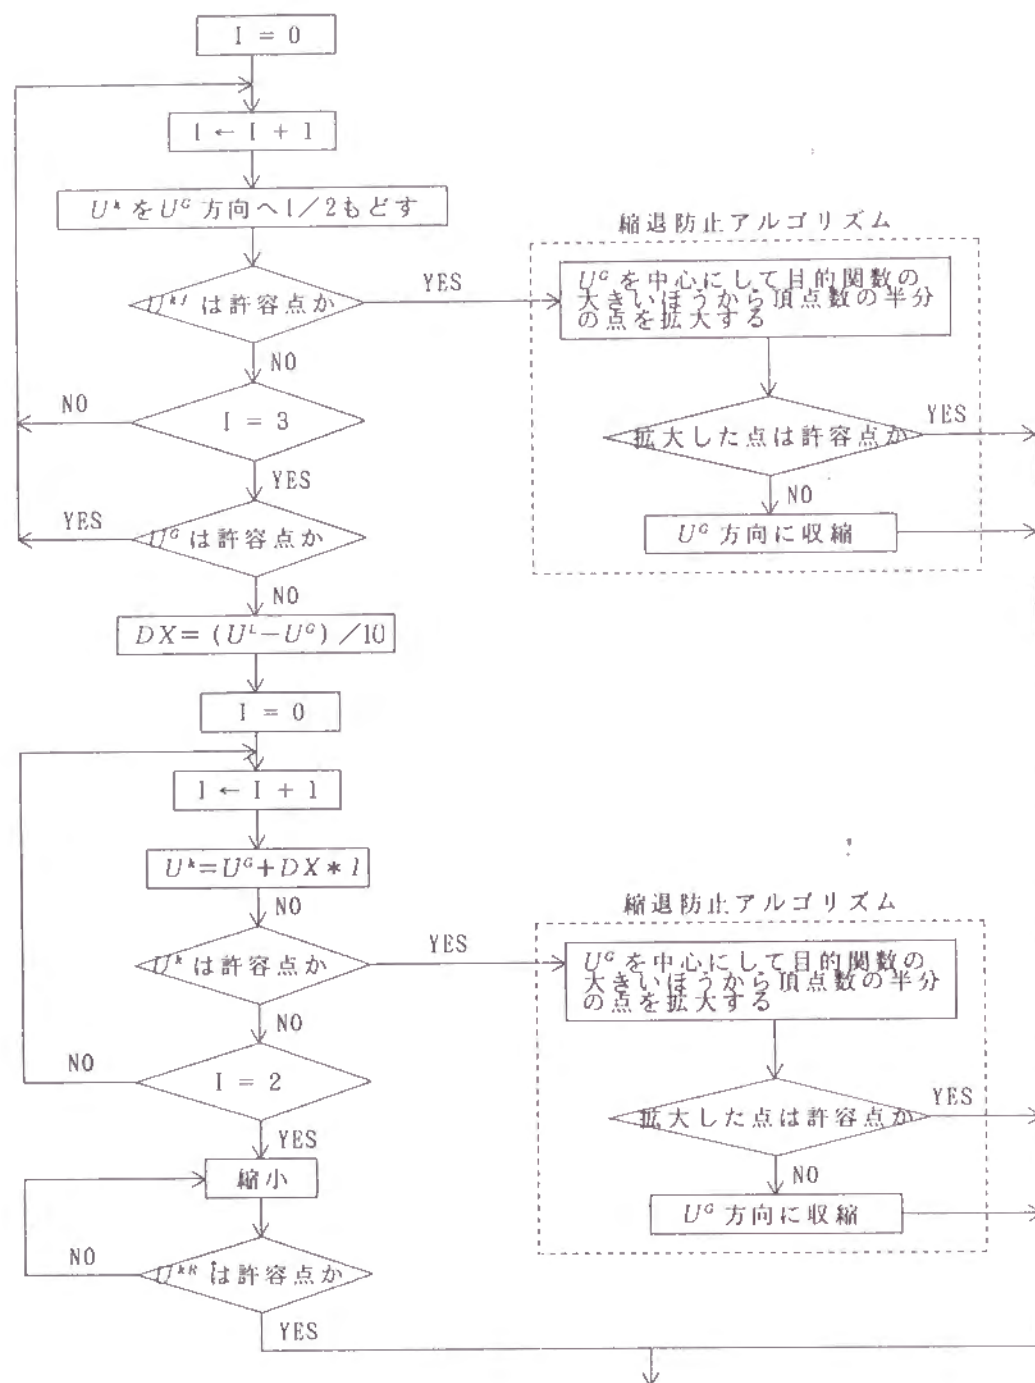 I = 0
I ← I + 1
U^k を U^G 方向へ1／2もどす
縮退防止アルゴリズム
YES
U^G を中心にして目的関数の
大きいほうから頂点数の半分
の点を拡大する
は許容点か
NO
NO
I = 3
YES
拡大した点は許容点か
YES
YES
U^G は許容点か
NO
U^G 方向に収縮
NO
DX= (U^L−U^G) ／10
I = 0
I ← I + 1
U^k=U^G+DX＊I
NO
縮退防止アルゴリズム
YES
U^G を中心にして目的関数の
大きいほうから頂点数の半分
の点を拡大する
U^k は許容点か
NO
NO
I = 2
YES
拡大した点は許容点か
YES
縮小
NO
U^G 方向に収縮
NO
U^kR は許容点か
YES